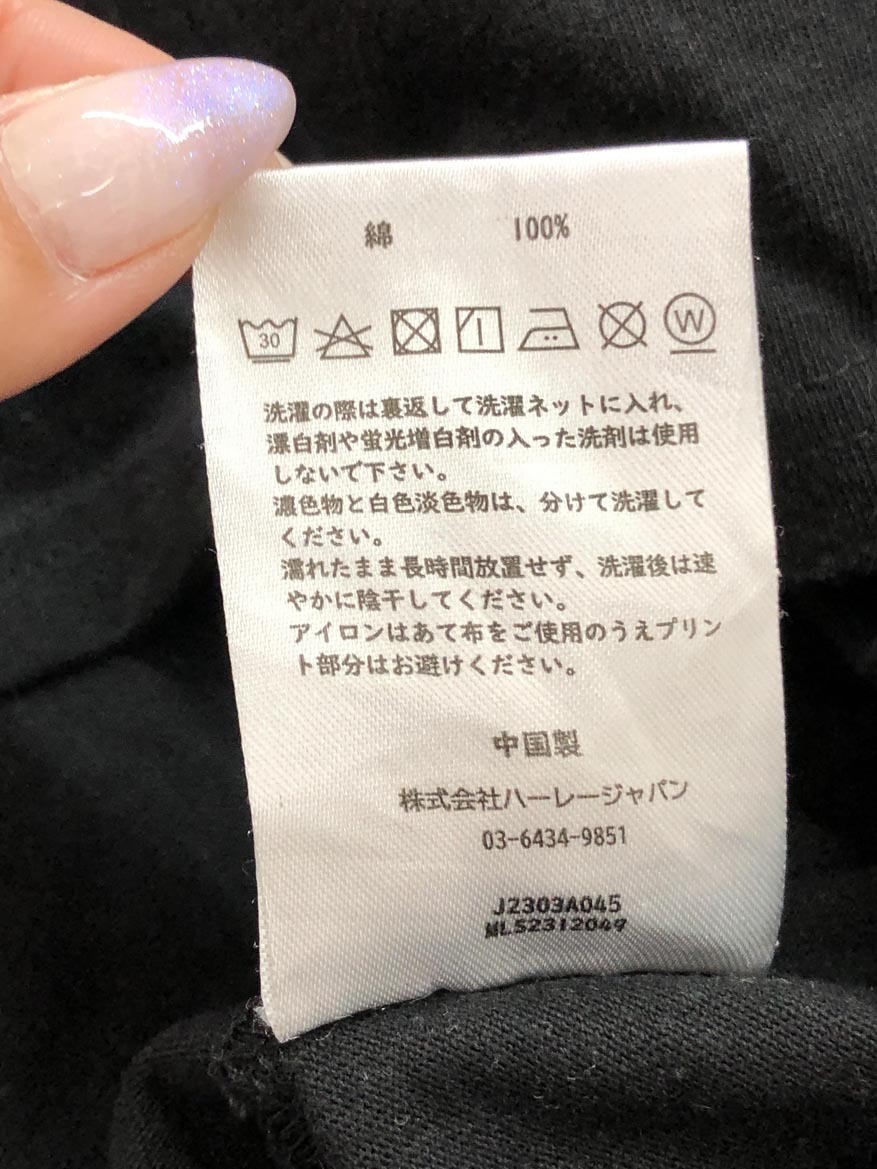 綿 100%
30
W
洗濯の際は裏返して洗濯ネットに入れ、
漂白剤や蛍光増白剤の入った洗剤は使用
しないで下さい。
濃色物と白色淡色物は、分けて洗濯して
ください。
濡れたまま長時間放置せず、洗濯後は速
やかに陰干ししてください。
アイロンはあて布をご使用のうえプリン
ト部分はお避けください。
中国製
株式会社ハーレージャパン
03-6434-9851
J2303A045
MLS2312049